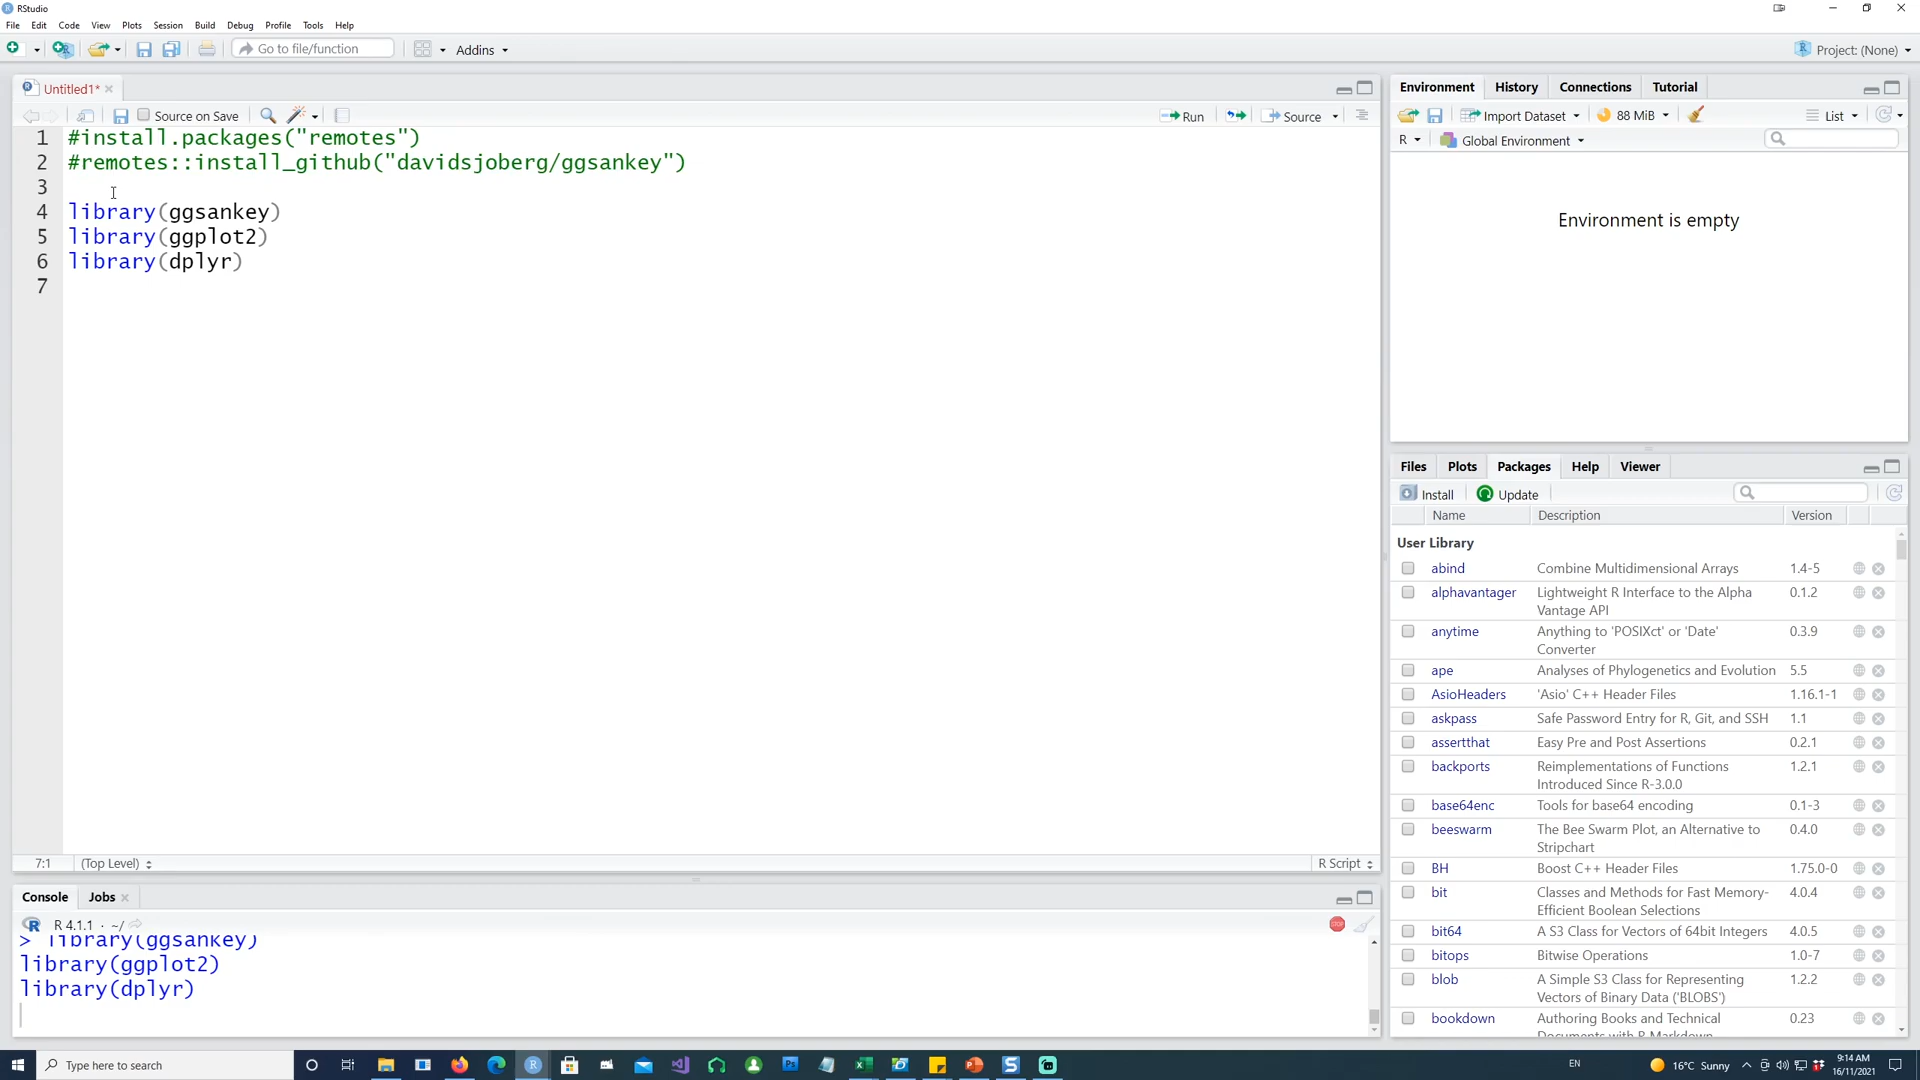 RStudio
File Edit Code View Plots Session Build Debug Profile Tools Help
Go to file/function Addins Project: (None)
Untitled1*
Source on Save Run Source
1 #install.packages("remotes")
2 #remotes::install_github("davidsjoberg/ggsankey")
3
4 library(ggsankey)
5 library(ggplot2)
6 library(dplyr)
7
7:1 (Top Level) R Script
Console Jobs
R 4.1.1 · ~/
> library(ggsankey)
library(ggplot2)
library(dplyr)
Environment History Connections Tutorial
Import Dataset 88 MiB List
R Global Environment
Environment is empty
Files Plots Packages Help Viewer
Install Update
Name Description Version
User Library
abind Combine Multidimensional Arrays 1.4-5
alphavantager Lightweight R Interface to the Alpha 0.1.2
Vantage API
anytime Anything to 'POSIXct' or 'Date' 0.3.9
Converter
ape Analyses of Phylogenetics and Evolution 5.5
AsioHeaders 'Asio' C++ Header Files 1.16.1-1
askpass Safe Password Entry for R, Git, and SSH 1.1
assertthat Easy Pre and Post Assertions 0.2.1
backports Reimplementations of Functions 1.2.1
Introduced Since R-3.0.0
base64enc Tools for base64 encoding 0.1-3
beeswarm The Bee Swarm Plot, an Alternative to 0.4.0
Stripchart
BH Boost C++ Header Files 1.75.0-0
bit Classes and Methods for Fast Memory- 4.0.4
Efficient Boolean Selections
bit64 A S3 Class for Vectors of 64bit Integers 4.0.5
bitops Bitwise Operations 1.0-7
blob A Simple S3 Class for Representing 1.2.2
Vectors of Binary Data ('BLOBS')
bookdown Authoring Books and Technical 0.23
Documents with R Markdown
Type here to search EN 16°C Sunny 9:14 AM
16/11/2021